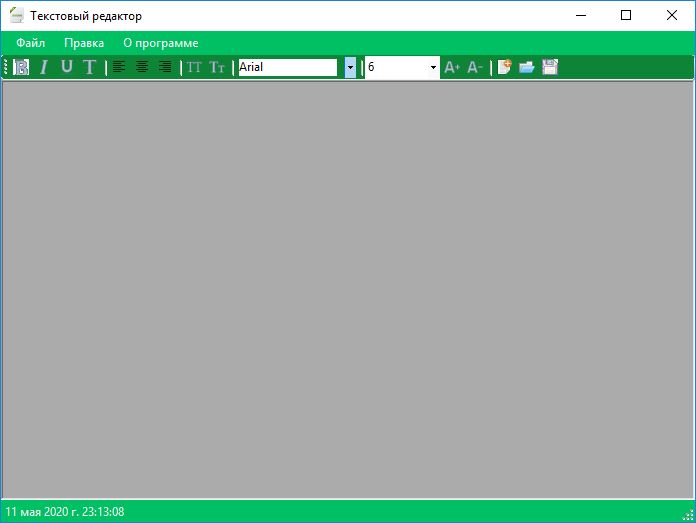 Текстовый редактор
Файл Правка О программе
B I U T TT Tт Arial 6 A+ A-
11 мая 2020 г. 23:13:08